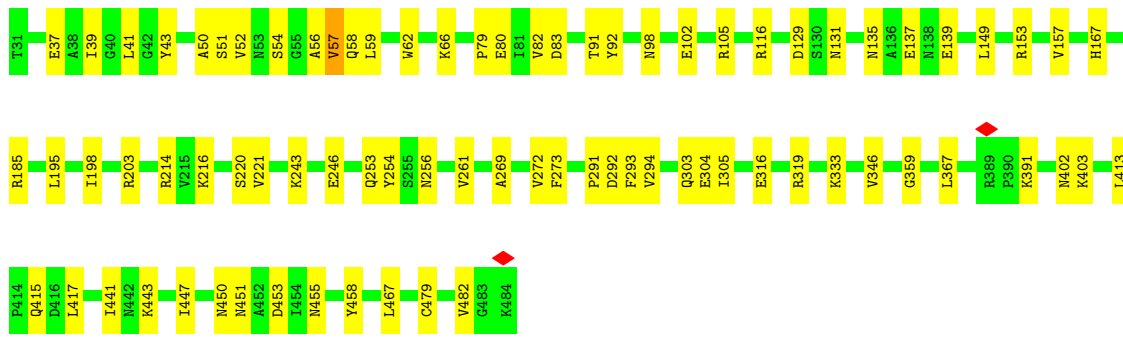 T31 E37 A38 I39 G40 L41 G42 Y43 A50 S51 V52 N53 S54 G55 A56 V57 Q58 L59 W62 K66 P79 E80 I81 V82 D83 T91 Y92 N98 E102 R105 R116 D129 S130 N131 N135 A136 E137 N138 E139 L149 R153 V157 H167
R185 L195 I198 R203 R214 V215 K216 S220 V221 K243 E246 Q253 Y254 S255 N256 V261 A269 V272 F273 P291 D292 F293 V294 Q303 E304 I305 E316 R319 K333 V346 G359 L367 R389 P390 K391 N402 K403 L413
P414 Q415 D416 L417 I441 N442 K443 I447 N450 N451 A452 D453 I454 N455 Y458 L467 C479 V482 G483 K484